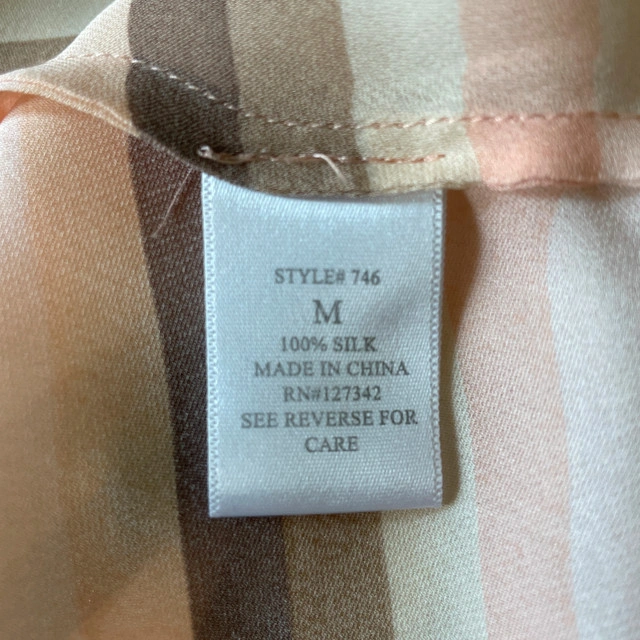 STYLE# 746
M
100% SILK
MADE IN CHINA
RN#127342
SEE REVERSE FOR
CARE